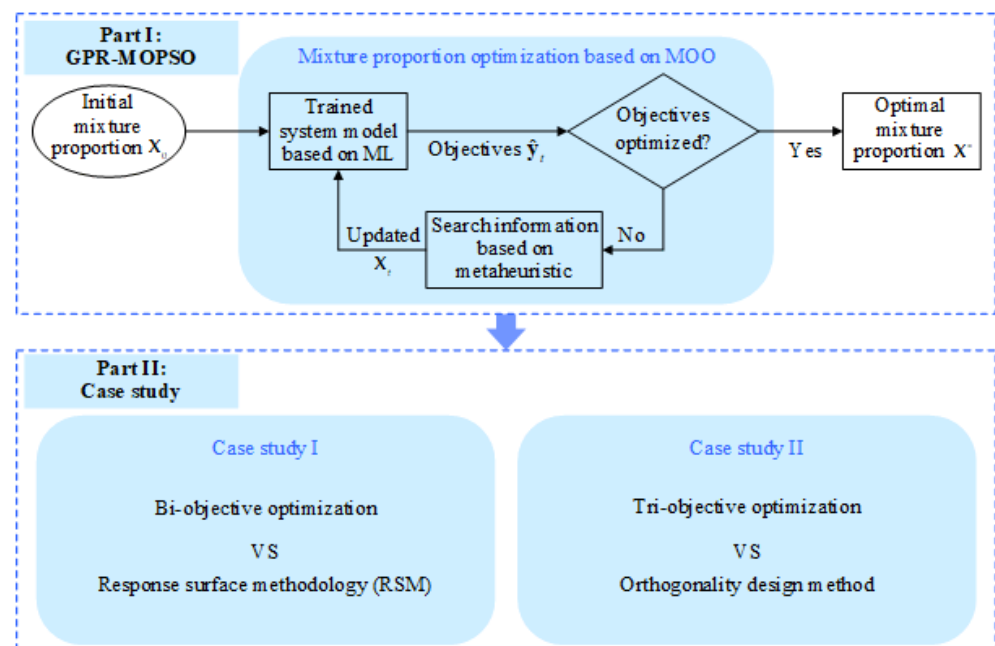 Part I:
GPR-MOPSO
Mixture proportion optimization based on MOO
Initial
mixture
proportion X₀
Trained
system model
based on ML
Objectives ŷₜ
Objectives
optimized?
Yes
Optimal
mixture
proportion X*
No
Search information
based on
metaheuristic
Updated
Xₜ
Part II:
Case study
Case study I
Bi-objective optimization
VS
Response surface methodology (RSM)
Case study II
Tri-objective optimization
VS
Orthogonality design method